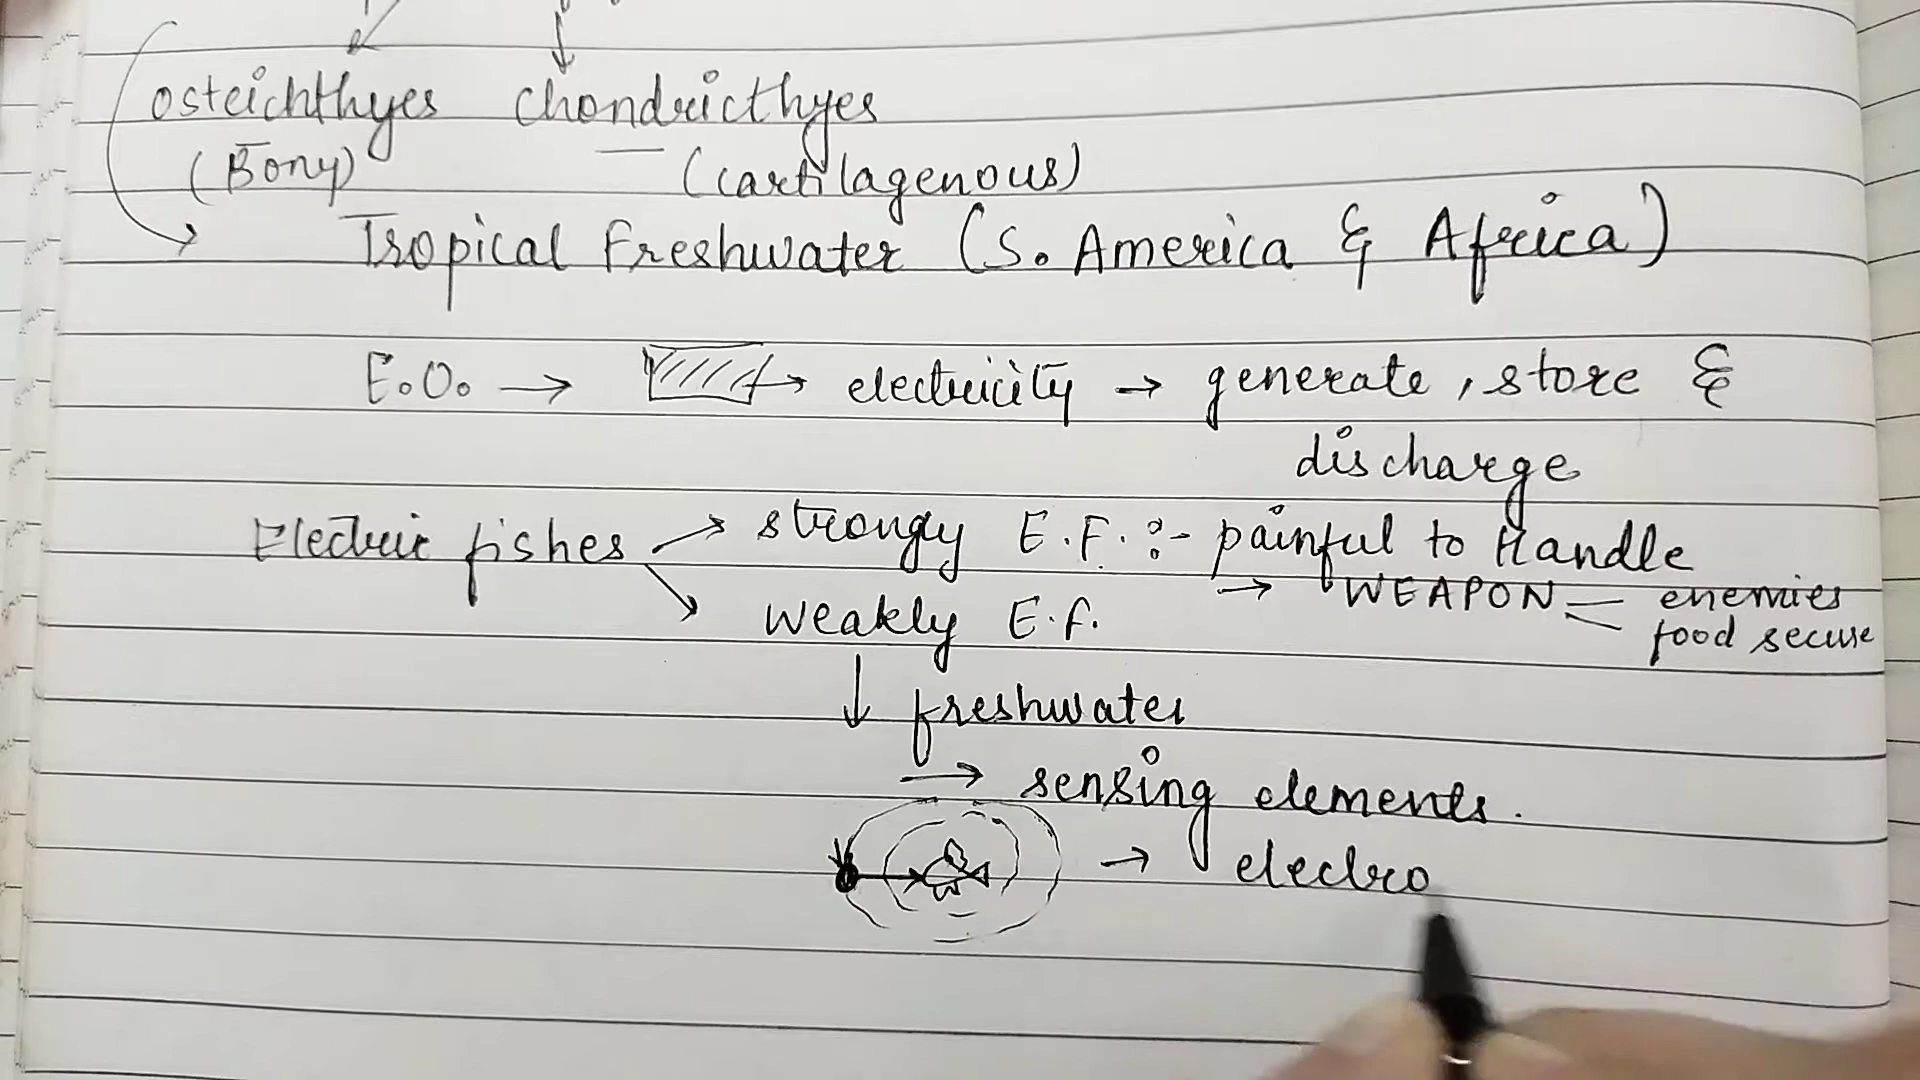 osteichthyes chondricthyes
(Bony) (cartilagenous)
Tropical Freshwater (S. America & Africa)
E.O. → electricity → generate, store &
discharge
Electric fishes → strongly E.F. :- painful to Handle
→ WEAPON enemies
food secure
→ Weakly E.f.
↓ freshwater
→ sensing elements.
→ electro